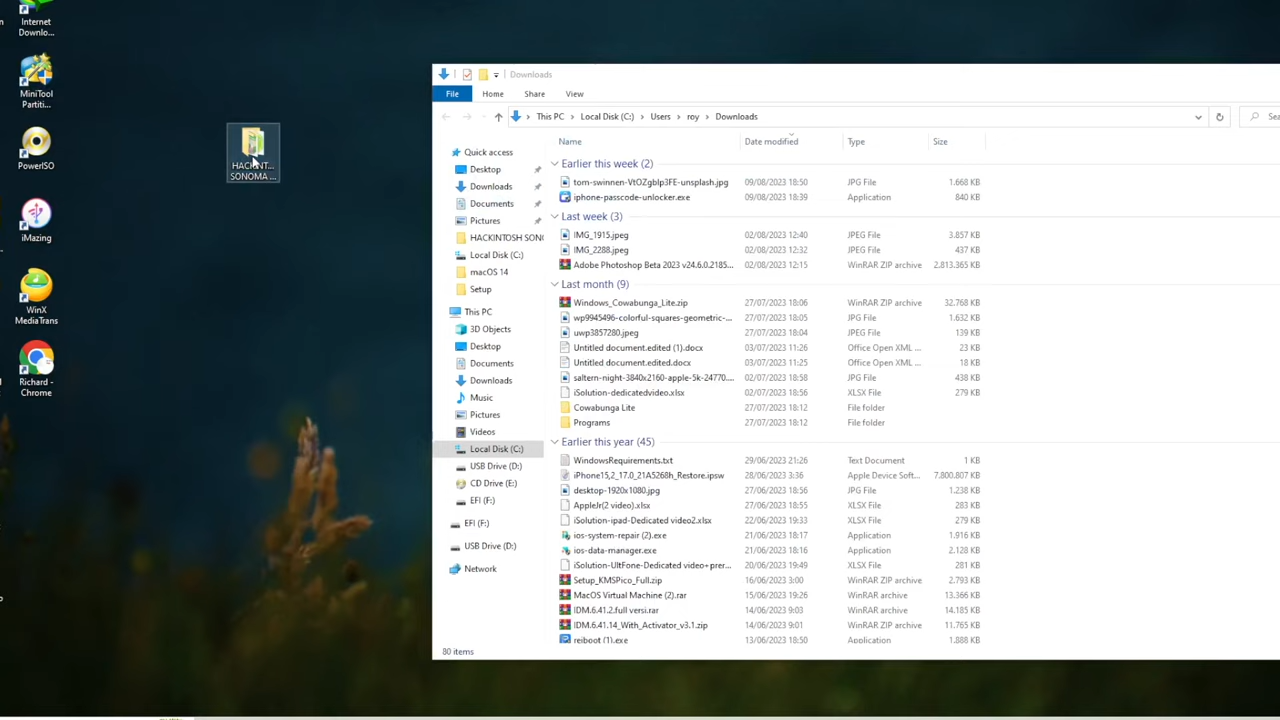 Internet
Downlo...
MiniTool
Partiti...
PowerISO
iMazing
WinX
MediaTrans
Richard -
Chrome
HACKINT...
SONOMA ...
Downloads
File Home Share View
This PC > Local Disk (C:) > Users > roy > Downloads
Name Date modified Type Size
Quick access
Desktop
Downloads
Documents
Pictures
HACKINTOSH SON
Local Disk (C:)
macOS 14
Setup
This PC
3D Objects
Desktop
Documents
Downloads
Music
Pictures
Videos
Local Disk (C:)
USB Drive (D:)
CD Drive (E:)
EFI (F:)
EFI (F:)
USB Drive (D:)
Network
Earlier this week (2)
tom-swinnen-VtOZgblp3FE-unsplash.jpg 09/08/2023 18:50 JPG File 1.668 KB
iphone-passcode-unlocker.exe 09/08/2023 18:39 Application 840 KB
Last week (3)
IMG_1915.jpeg 02/08/2023 12:40 JPEG File 3.857 KB
IMG_2288.jpeg 02/08/2023 12:32 JPEG File 437 KB
Adobe Photoshop Beta 2023 v24.6.0.2185... 02/08/2023 12:15 WinRAR ZIP archive 2.813.365 KB
Last month (9)
Windows_Cowabunga_Lite.zip 27/07/2023 18:06 WinRAR ZIP archive 32.768 KB
wp9945496-colorful-squares-geometric-... 27/07/2023 18:05 JPG File 1.632 KB
uwp3857280.jpeg 27/07/2023 18:04 JPEG File 139 KB
Untitled document.edited (1).docx 03/07/2023 11:26 Office Open XML ... 23 KB
Untitled document.edited.docx 03/07/2023 11:25 Office Open XML ... 18 KB
saltern-night-3840x2160-apple-5k-24770.... 02/07/2023 18:58 JPG File 438 KB
iSolution-dedicatedvideo.xlsx 02/07/2023 18:56 XLSX File 279 KB
Cowabunga Lite 27/07/2023 18:12 File folder
Programs 27/07/2023 18:12 File folder
Earlier this year (45)
WindowsRequirements.txt 29/06/2023 21:26 Text Document 1 KB
iPhone15,2_17.0_21A5268h_Restore.ipsw 28/06/2023 3:36 Apple Device Soft... 7,800.807 KB
desktop-1920x1080.jpg 27/06/2023 18:56 JPG File 1.238 KB
AppleJr(2 video).xlsx 27/06/2023 18:55 XLSX File 283 KB
iSolution-ipad-Dedicated video2.xlsx 22/06/2023 19:33 XLSX File 279 KB
ios-system-repair (2).exe 21/06/2023 18:17 Application 1.916 KB
ios-data-manager.exe 21/06/2023 18:16 Application 2.128 KB
iSolution-UltFone-Dedicated video+prer... 20/06/2023 19:49 XLSX File 281 KB
Setup_KMSPico_Full.zip 16/06/2023 3:00 WinRAR ZIP archive 2.793 KB
MacOS Virtual Machine (2).rar 15/06/2023 19:26 WinRAR archive 13.366 KB
IDM.6.41.2.full versi.rar 14/06/2023 9:03 WinRAR archive 14.185 KB
IDM.6.41.14_With_Activator_v3.1.zip 14/06/2023 9:01 WinRAR ZIP archive 11.765 KB
reiboot (1).exe 13/06/2023 18:50 Application 1.888 KB
80 items